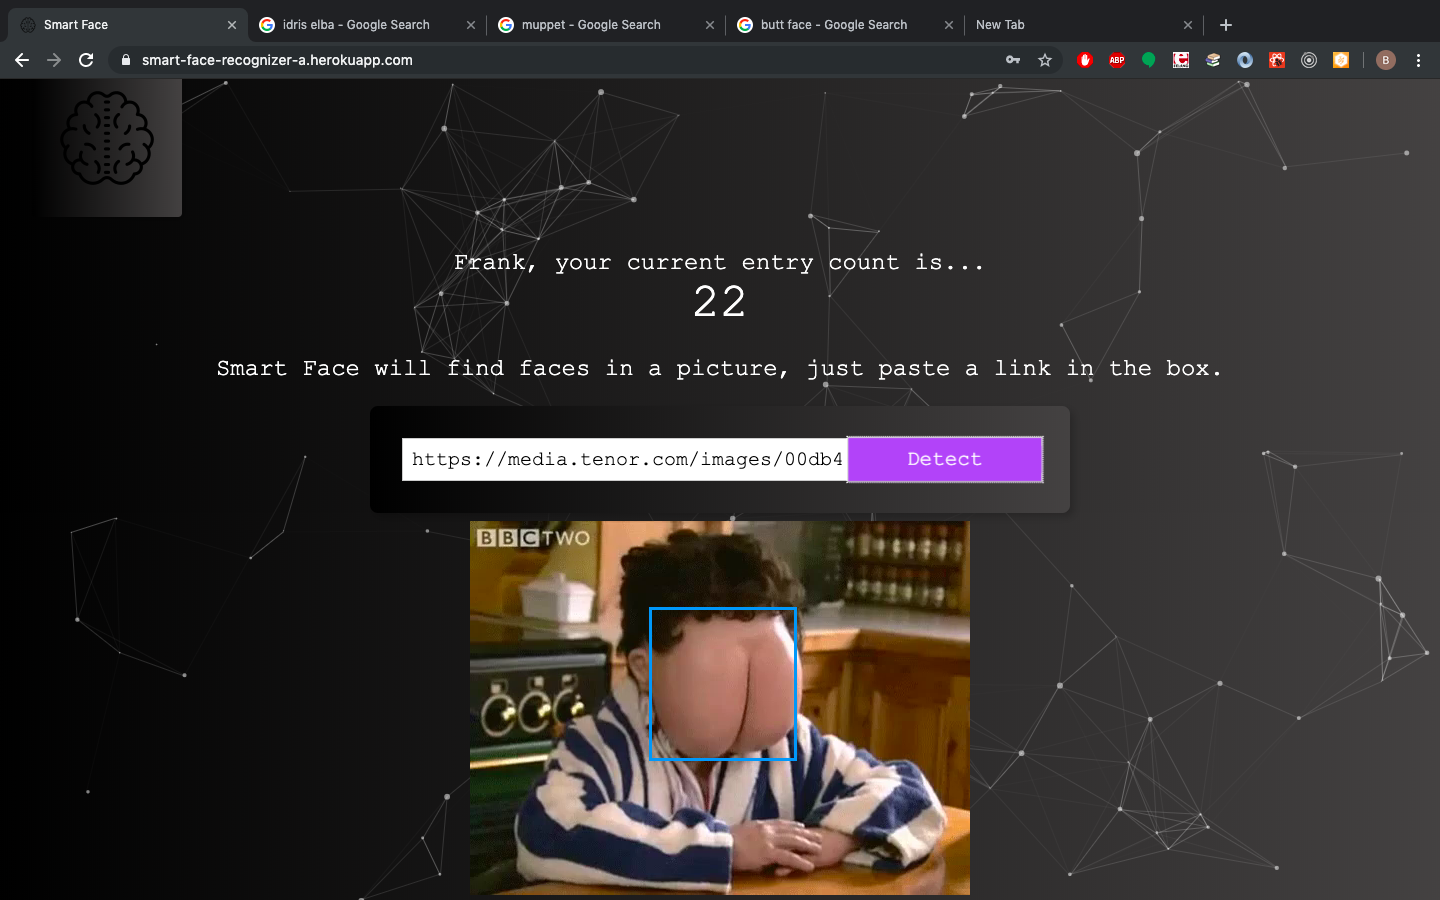 Smart Face
idris elba - Google Search
muppet - Google Search
butt face - Google Search
New Tab
smart-face-recognizer-a.herokuapp.com
ABP
B
Frank, your current entry count is...
22
Smart Face will find faces in a picture, just paste a link in the box.
https://media.tenor.com/images/00db4
Detect
BBC TWO